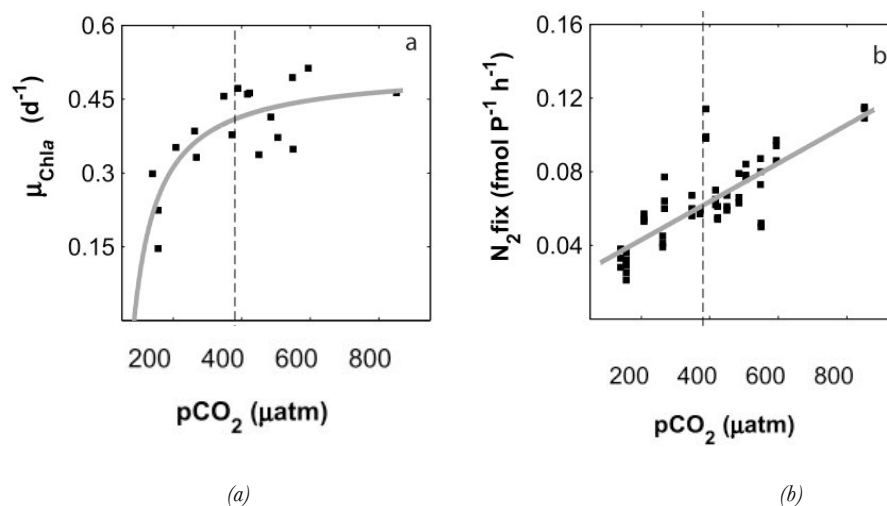 0.6
a
0.45
0.3
0.15
μChla (d⁻¹)
200 400 600 800
pCO₂ (μatm)
0.16
b
0.12
0.08
0.04
N₂fix (fmol P⁻¹ h⁻¹)
200 400 600 800
pCO₂ (μatm)
(a)
(b)